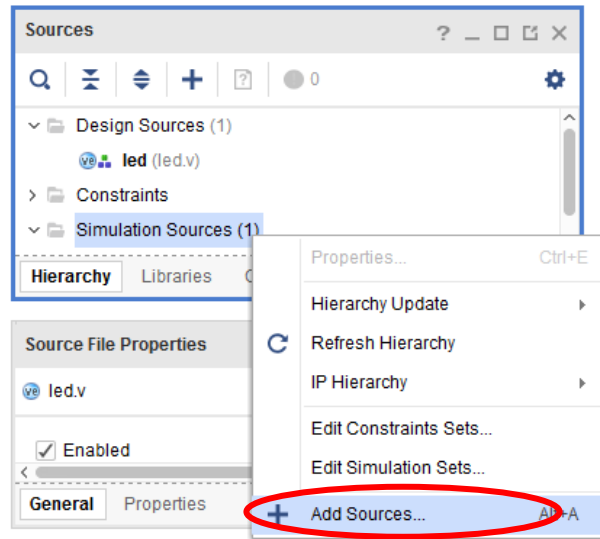 Sources
? _
0
Design Sources (1)
led (led.v)
Constraints
Simulation Sources (1)
Hierarchy Libraries
Properties... Ctrl+E
Hierarchy Update
Refresh Hierarchy
IP Hierarchy
Edit Constraints Sets...
Edit Simulation Sets...
Add Sources... Alt+A
Source File Properties
led.v
Enabled
General Properties